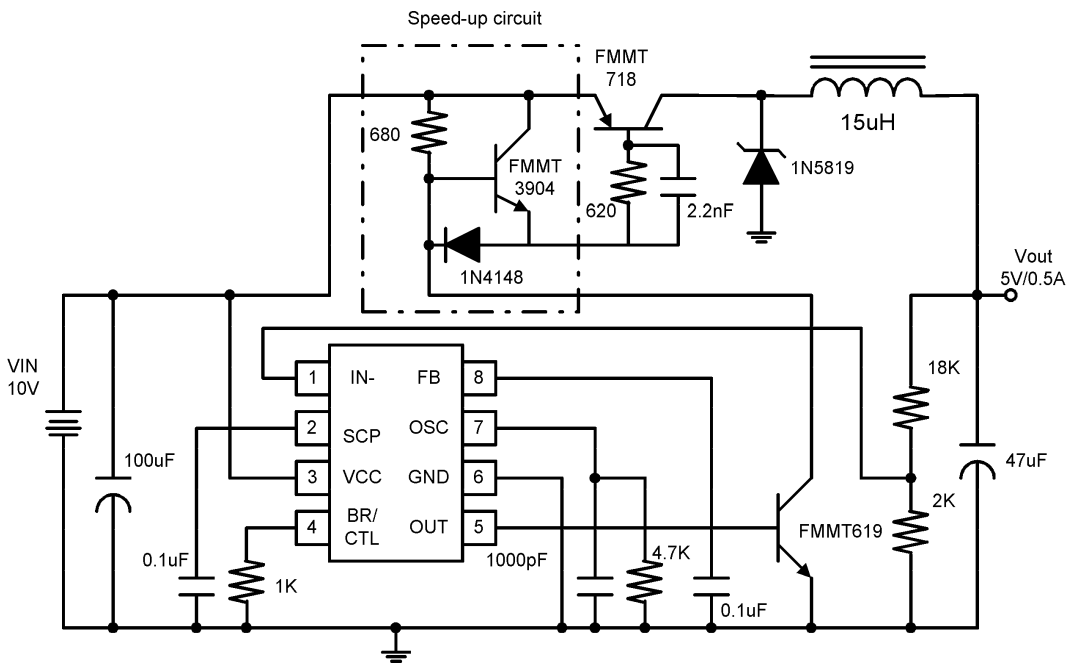 Speed-up circuit
FMMT
718
680
FMMT
3904
620
2.2nF
1N4148
15uH
1N5819
Vout
5V/0.5A
VIN
10V
100uF
1
IN-
FB
8
2
SCP
OSC
7
3
VCC
GND
6
4
BR/
CTL
OUT
5
18K
47uF
2K
FMMT619
0.1uF
1K
1000pF
4.7K
0.1uF